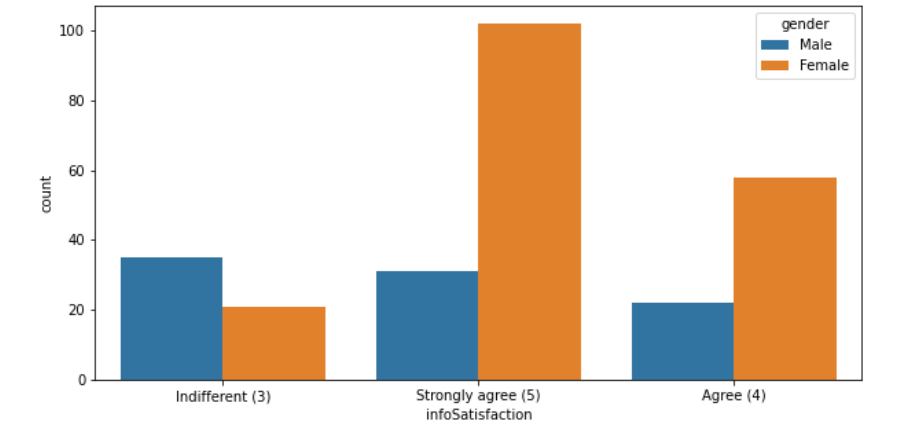 gender
Male
Female
100
80
60
40
20
0
count
Indifferent (3)
Strongly agree (5)
Agree (4)
infoSatisfaction